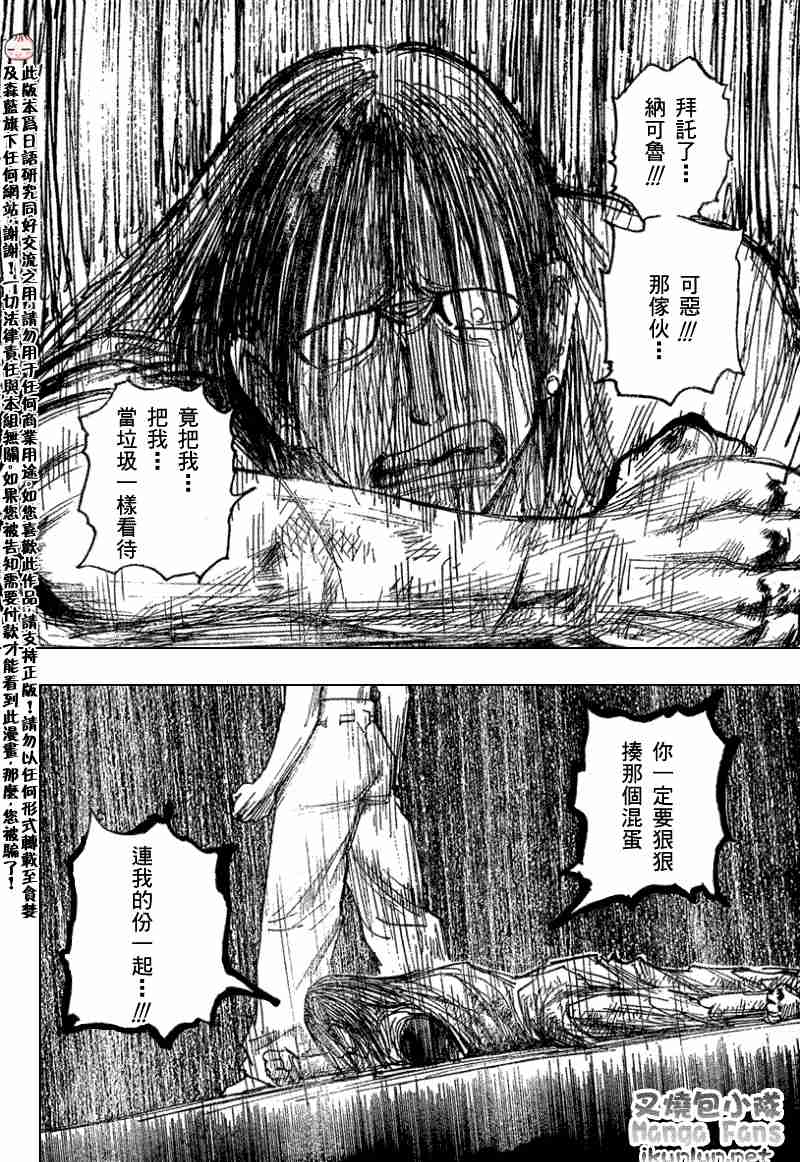 拜託了…
納可魯!!!
可惡!!!
那傢伙…
竟把我…
把我…
當垃圾一樣看待
你一定要狠狠
揍那個混蛋
連我的份一起…!!!
此版本爲日語研究同好交流之用，請勿用于任何商業用途，如您喜歡此作品，請支持正版！請勿以任何形式轉載至貪婪
及森藍旗下任何網站，謝謝！一切法律責任與本組無關。如果您被告知需要付款才能看到此漫畫，那麼，您被騙了！
叉燒包小隊
Manga Fans
ikunlun.net